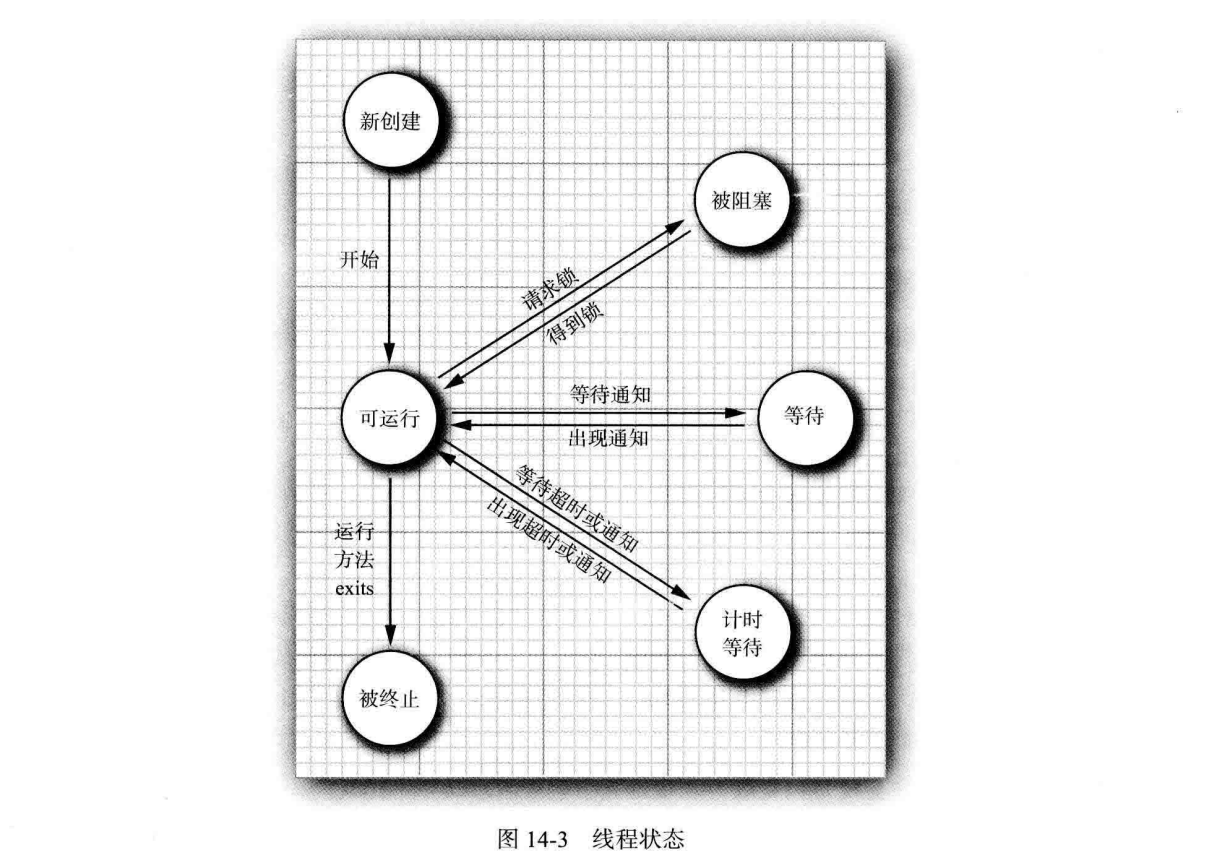 新创建
被阻塞
开始
请求锁
得到锁
等待通知
可运行
等待
出现通知
等待超时或通知
出现超时或通知
运行
方法
exits
计时
等待
被终止
图 14-3 线程状态